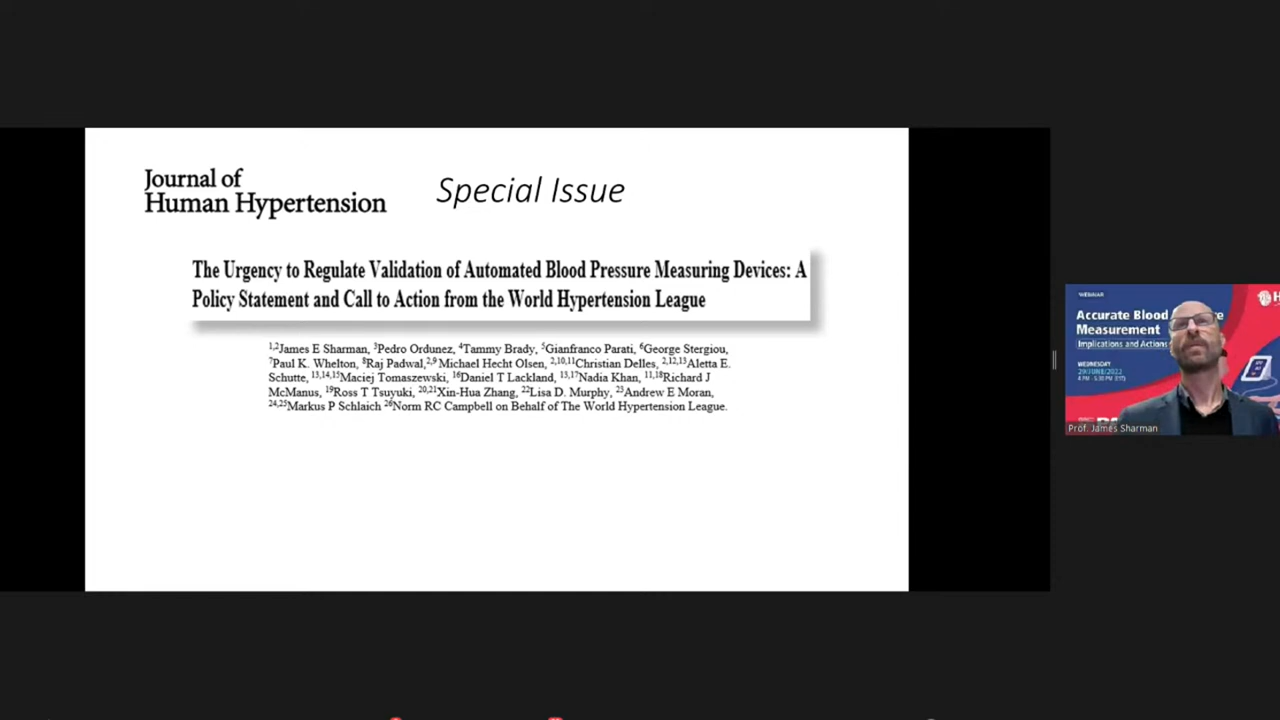 Journal of
Human Hypertension
Special Issue
The Urgency to Regulate Validation of Automated Blood Pressure Measuring Devices: A
Policy Statement and Call to Action from the World Hypertension League
1,2James E Sharman, 3Pedro Ordunez, 4Tammy Brady, 5Gianfranco Parati, 6George Stergiou,
7Paul K. Whelton, 8Raj Padwal,2,9 Michael Hecht Olsen, 2,10,11Christian Delles, 2,12,13Aletta E.
Schutte, 13,14,15Maciej Tomaszewski, 16Daniel T Lackland, 13,17Nadia Khan, 11,18Richard J
McManus, 19Ross T Tsuyuki, 20,21Xin-Hua Zhang, 22Lisa D. Murphy, 23Andrew E Moran,
24,25Markus P Schlaich 26Norm RC Campbell on Behalf of The World Hypertension League.
WEBINAR
Accurate Blood
Measurement
Implications and Actions
WEDNESDAY
29/JUNE/2022
Prof. James Sharman